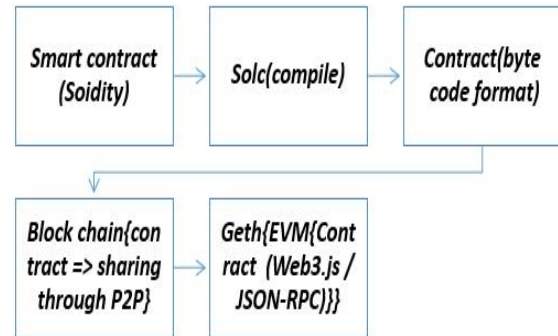 Smart contract
(Soidity)
Solc(compile)
Contract(byte
code format)
Block chain{con
tract => sharing
through P2P}
Geth{EVM{Cont
ract (Web3.js /
JSON-RPC)}}